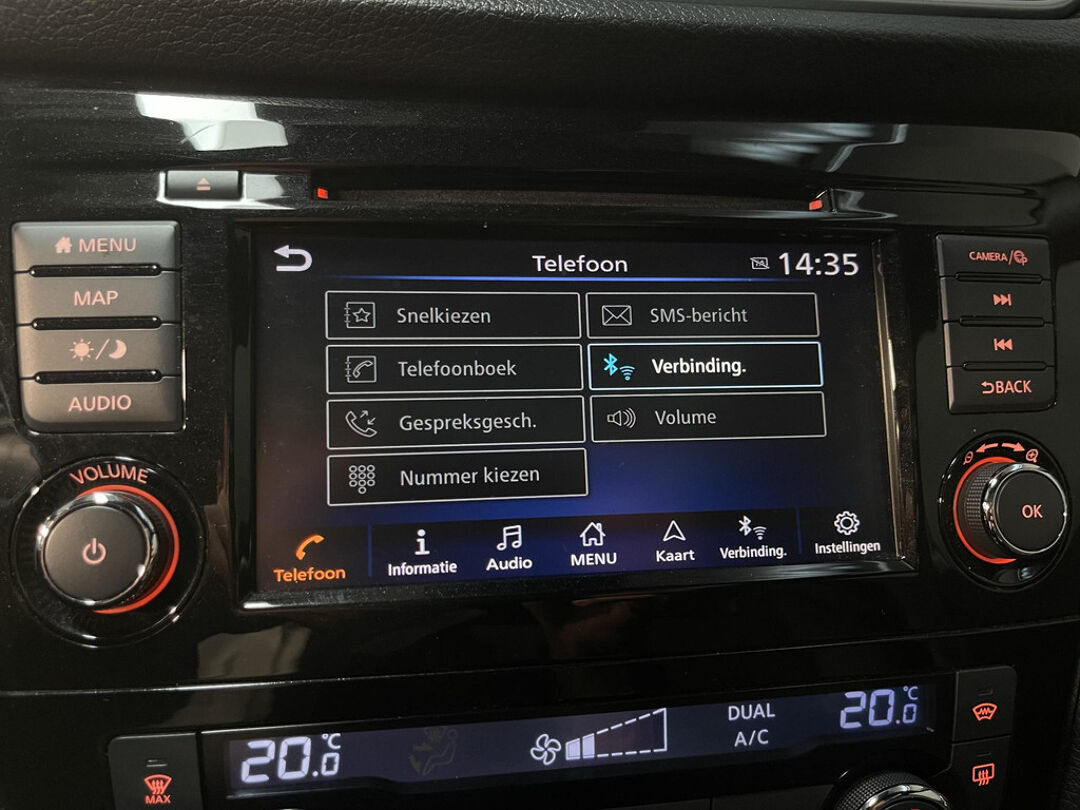 MENU
MAP
AUDIO
VOLUME
Telefoon
14:35
Snelkiezen
SMS-bericht
Telefoonboek
Verbinding.
Gespreksgesch.
Volume
Nummer kiezen
Telefoon
Informatie
Audio
MENU
Kaart
Verbinding.
Instellingen
CAMERA/
BACK
OK
MAX
20.0°C
DUAL
A/C
20.0°C